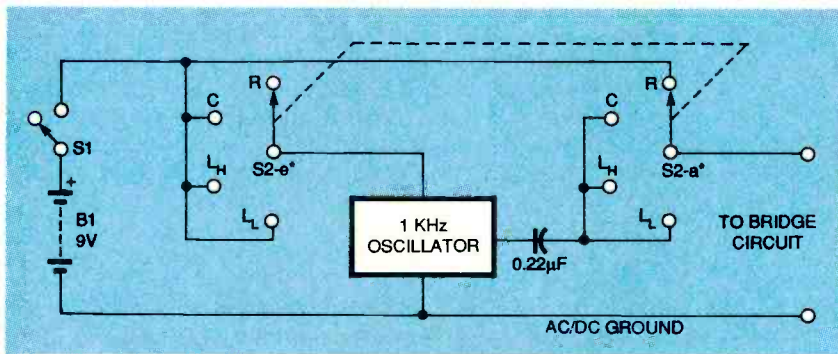 R
R
C
C
S1
S2-e*
S2-a*
LH
LH
+
B1
9V
LL
1 KHz
OSCILLATOR
0.22µF
LL
TO BRIDGE
CIRCUIT
AC/DC GROUND